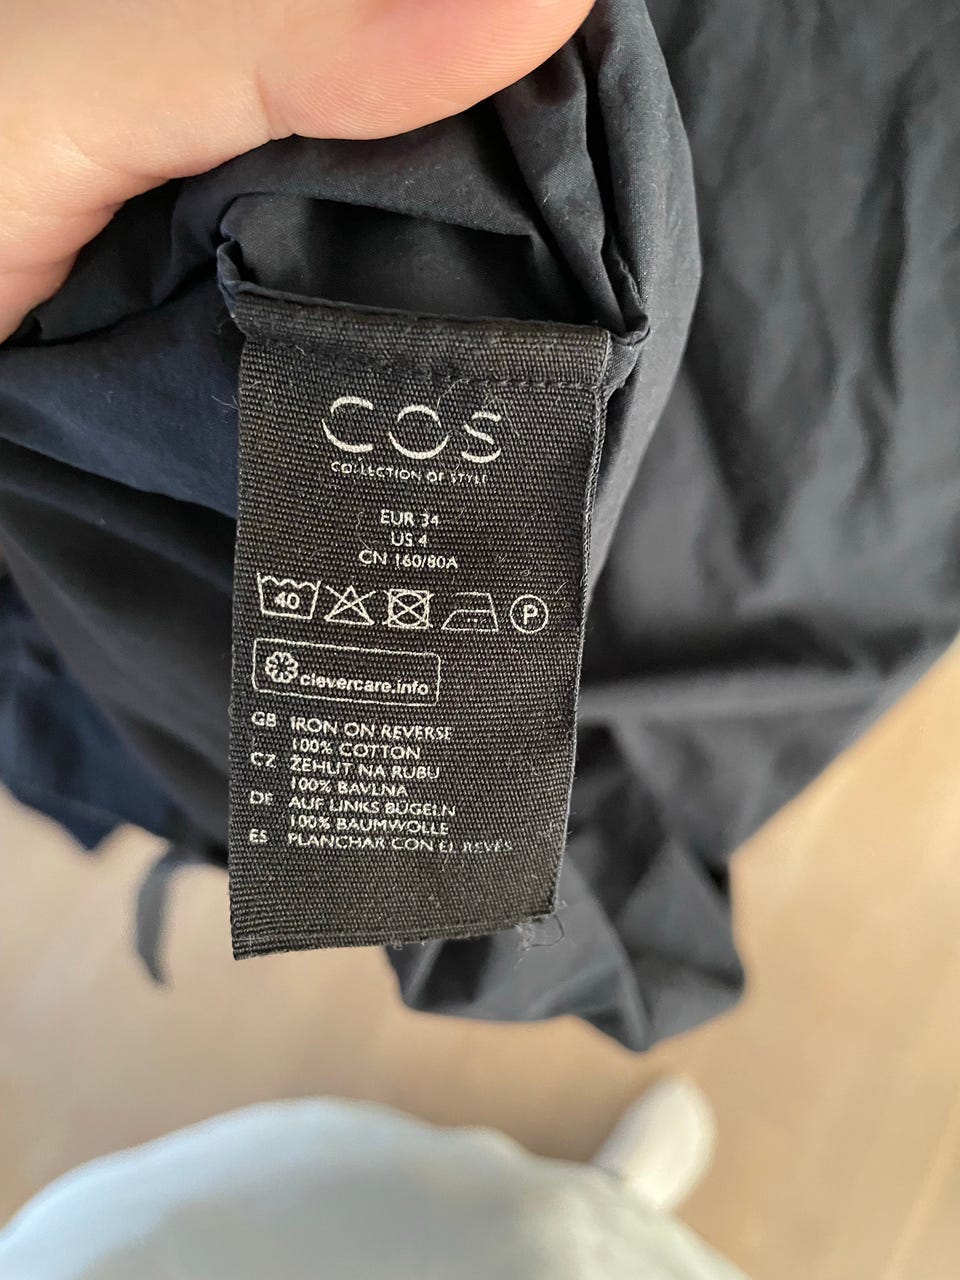 COS
COLLECTION OF STYLE
EUR 34
US 4
CN 160/80A
40 P
clevercare.info
GB IRON ON REVERSE
100% COTTON
CZ ŽEHLIT NA RUBU
100% BAVLNA
DE AUF LINKS BÜGELN
100% BAUMWOLLE
ES PLANCHAR CON EL REVÉS